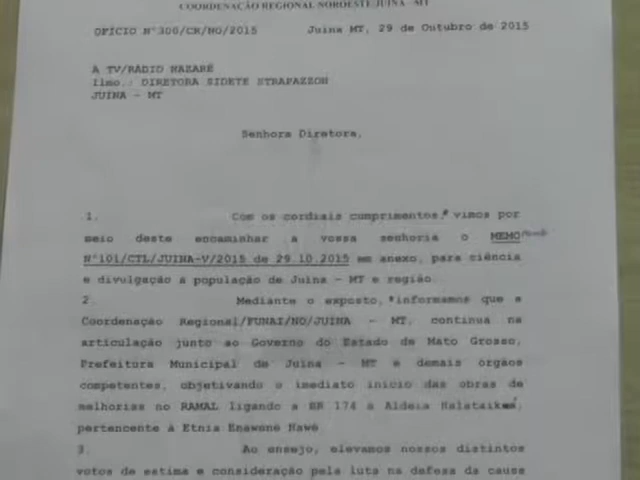 COORDENAÇÃO REGIONAL NOROESTE JUINA - MT
OFÍCIO N°300/CR/NO/2015 Juina MT, 29 de Outubro de 2015
A TV/RÁDIO NAZARÉ
Ilmo.: DIRETORA SIDETE STRAPAZZON
JUINA - MT
Senhora Diretora,
1. Com os cordiais cumprimentos, vimos por
meio deste encaminhar a vossa senhoria o MEMO
N°101/CTL/JUINA-V/2015 de 29.10.2015 em anexo, para ciência
e divulgação a população de Juina - MT e região.
2. Mediante o exposto, informamos que a
Coordenação Regional/FUNAI/NO/JUINA - MT, continua na
articulação junto ao Governo do Estado de Mato Grosso,
Prefeitura Municipal de Juina - MT e demais órgãos
competentes, objetivando o imediato inicio das obras de
melhorias no RAMAL ligando a BR 174 a Aldeia
pertencente à Etnia Enawene Nawe
3. Ao ensejo, elevamos nossos distintos
votos de estima e consideração pela luta na defesa da causa